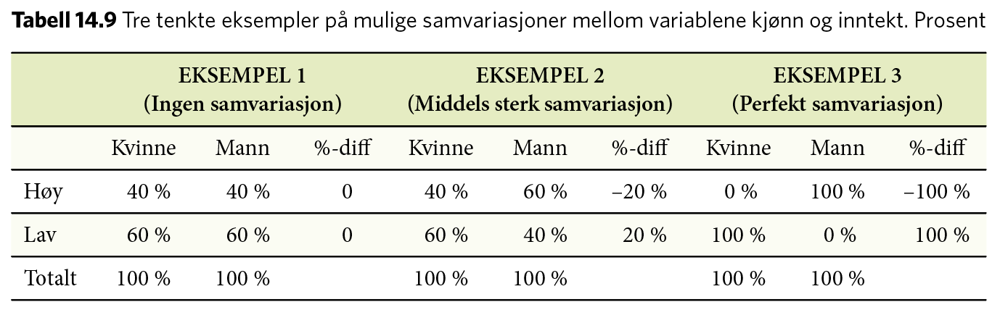 Tabell 14.9 Tre tenkte eksempler på mulige samvariasjoner mellom variablene kjønn og inntekt. Prosent
EKSEMPEL 1 EKSEMPEL 2 EKSEMPEL 3
(Ingen samvariasjon) (Middels sterk samvariasjon) (Perfekt samvariasjon)
Kvinne Mann %-diff Kvinne Mann %-diff Kvinne Mann %-diff
Høy 40 % 40 % 0 40 % 60 % –20 % 0 % 100 % –100 %
Lav 60 % 60 % 0 60 % 40 % 20 % 100 % 0 % 100 %
Totalt 100 % 100 % 100 % 100 % 100 % 100 %